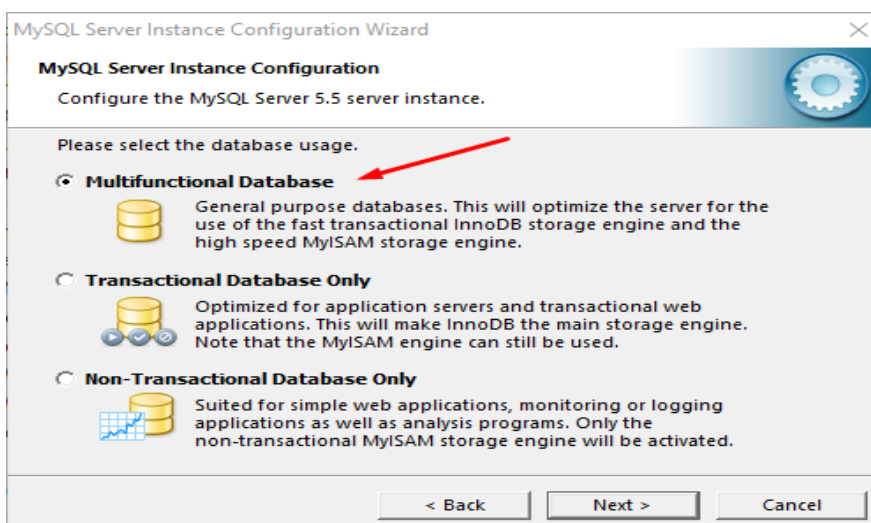 MySQL Server Instance Configuration Wizard
MySQL Server Instance Configuration
Configure the MySQL Server 5.5 server instance.
Please select the database usage.
Multifunctional Database
General purpose databases. This will optimize the server for the
use of the fast transactional InnoDB storage engine and the
high speed MyISAM storage engine.
Transactional Database Only
Optimized for application servers and transactional web
applications. This will make InnoDB the main storage engine.
Note that the MyISAM engine can still be used.
Non-Transactional Database Only
Suited for simple web applications, monitoring or logging
applications as well as analysis programs. Only the
non-transactional MyISAM storage engine will be activated.
< Back Next > Cancel